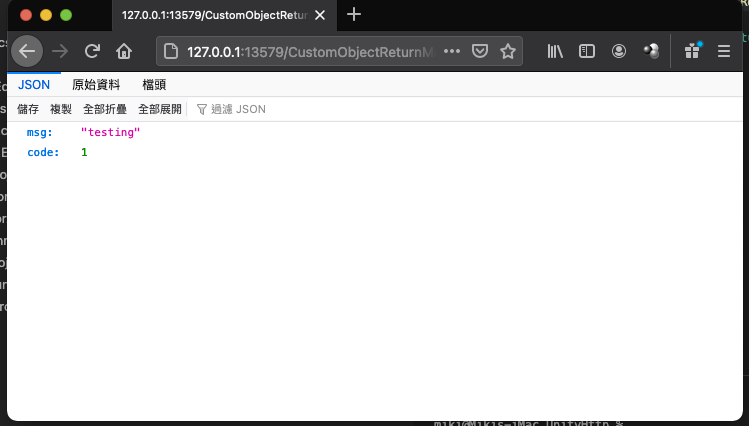 127.0.0.1:13579/CustomObjectRetur
127.0.0.1:13579/CustomObjectReturnM
JSON 原始資料 檔頭
儲存 複製 全部折疊 全部展開 過濾 JSON
msg: "testing"
code: 1
miki@Mikis-iMac UnityHttp %